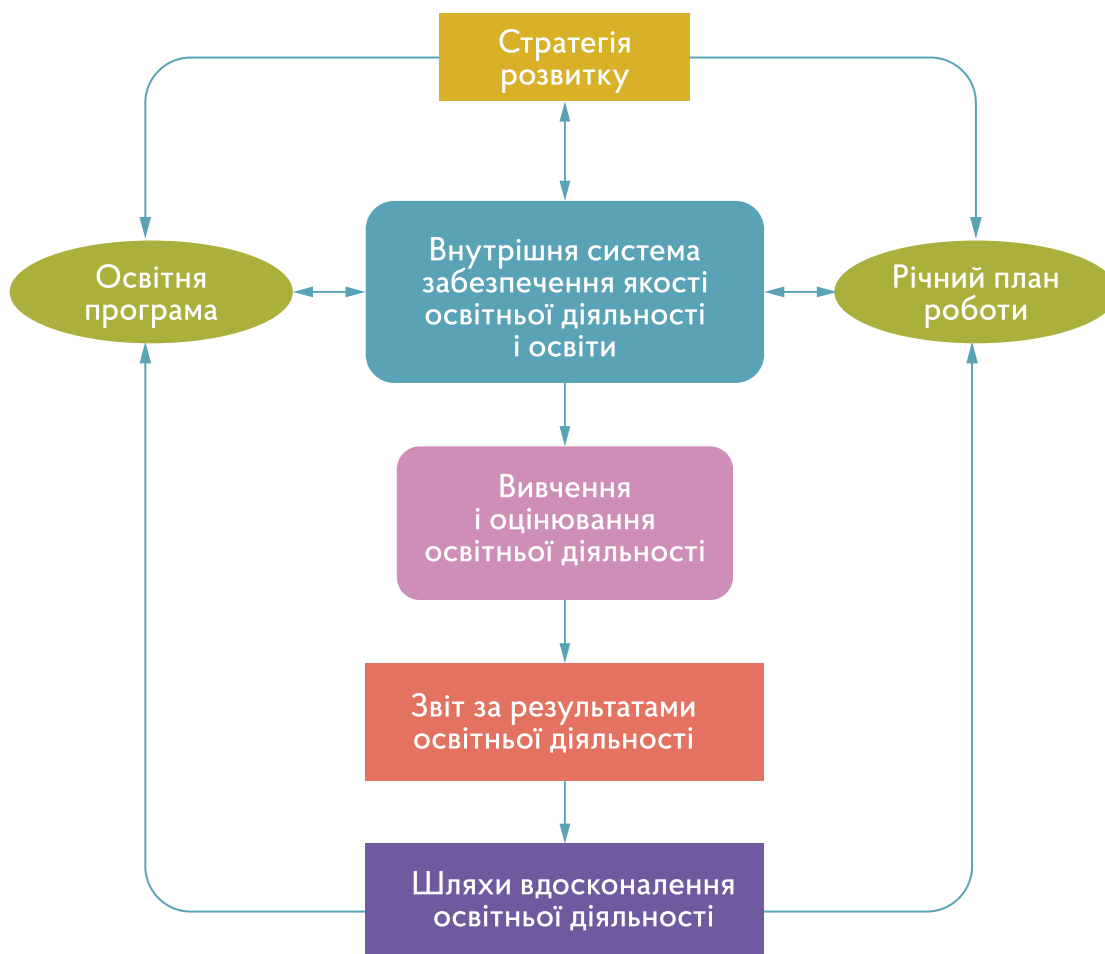 Стратегія
розвитку
Освітня
програма
Внутрішня система
забезпечення якості
освітньої діяльності
і освіти
Річний план
роботи
Вивчення
і оцінювання
освітньої діяльності
Звіт за результатами
освітньої діяльності
Шляхи вдосконалення
освітньої діяльності